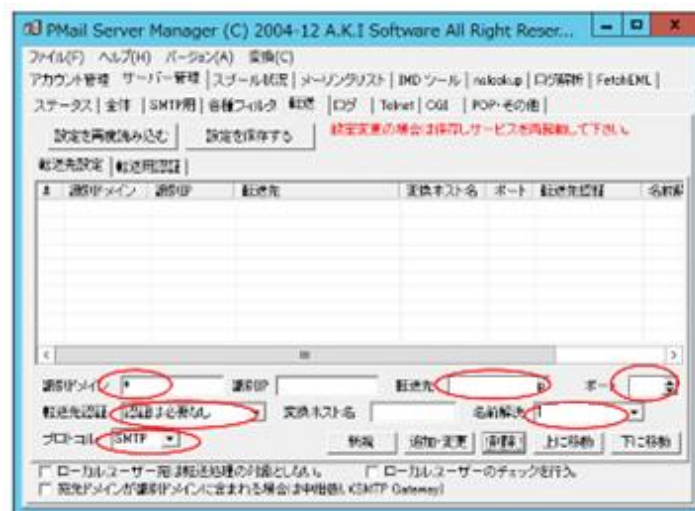 PMail Server Manager (C) 2004-12 A.K.I Software All Right Reser...
ファイル(F) ヘルプ(H) バージョン(A) 変換(C)
アカウント管理 サーバー管理 スプール状況 メーリングリスト IMDツール nslookup ログ解析 FetchEML
ステータス 全体 SMTP用 各種フィルタ 転送 ログ Telnet CGI POP・その他
設定を再度読み込む 設定を保存する 設定変更の場合は保存しサービスを再起動して下さい。
転送先設定 転送用認証
# 識別ドメイン 識別IP 転送先 変換ホスト名 ポート 転送先認証 名前解
識別ドメイン * 識別IP 転送先 ポート
転送先認証 認証は必要なし 変換ホスト名 名前解決 1
プロトコル SMTP 新規 追加・変更 削除 上に移動 下に移動
ローカルユーザー宛は転送処理の対象としない。 ローカルユーザーのチェックを行う。
宛先ドメインが識別ドメインに含まれる場合は中継 (SMTP Gateway)